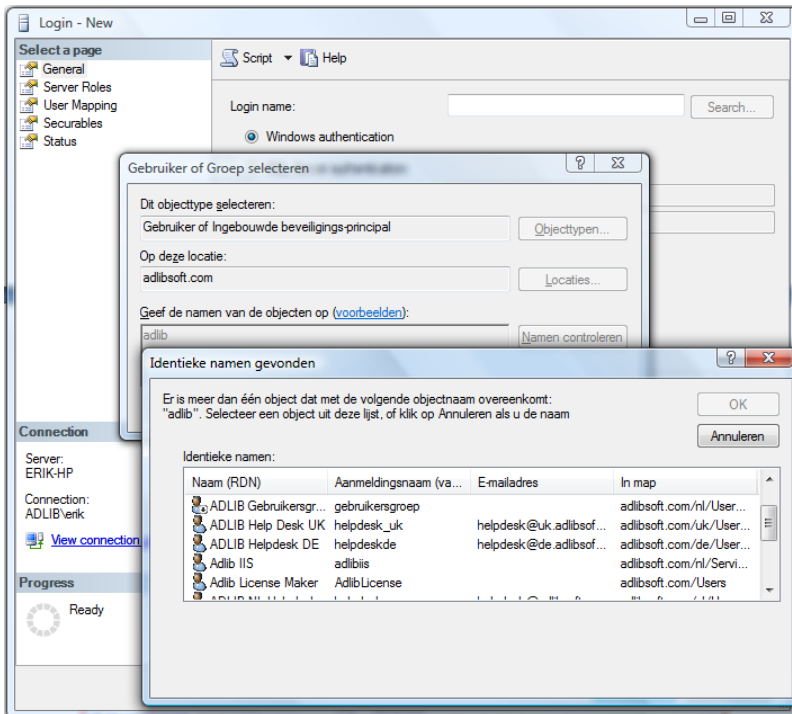 Login - New
Select a page
General
Server Roles
User Mapping
Securables
Status
Script Help
Login name:
Search...
Windows authentication
Gebruiker of Groep selecteren
Dit objecttype selecteren:
Gebruiker of Ingebouwde beveiligings-principal
Objecttypen...
Op deze locatie:
adlibsoft.com
Locaties...
Geef de namen van de objecten op (voorbeelden):
adlib
Namen controleren
Identieke namen gevonden
Er is meer dan één object dat met de volgende objectnaam overeenkomt:
"adlib". Selecteer een object uit deze lijst, of klik op Annuleren als u de naam
OK
Annuleren
Identieke namen:
Naam (RDN) Aanmeldingsnaam (va... E-mailadres In map
ADLIB Gebruikersgr... gebruikersgroep adlibsoft.com/nl/User...
ADLIB Help Desk UK helpdesk_uk helpdesk@uk.adlibsof... adlibsoft.com/uk/User...
ADLIB Helpdesk DE helpdeskde helpdesk@de.adlibsof... adlibsoft.com/de/User...
Adlib IIS adlibiis adlibsoft.com/nl/Servi...
Adlib License Maker AdlibLicense adlibsoft.com/Users
Connection
Server:
ERIK-HP
Connection:
ADLIB\erik
View connection
Progress
Ready